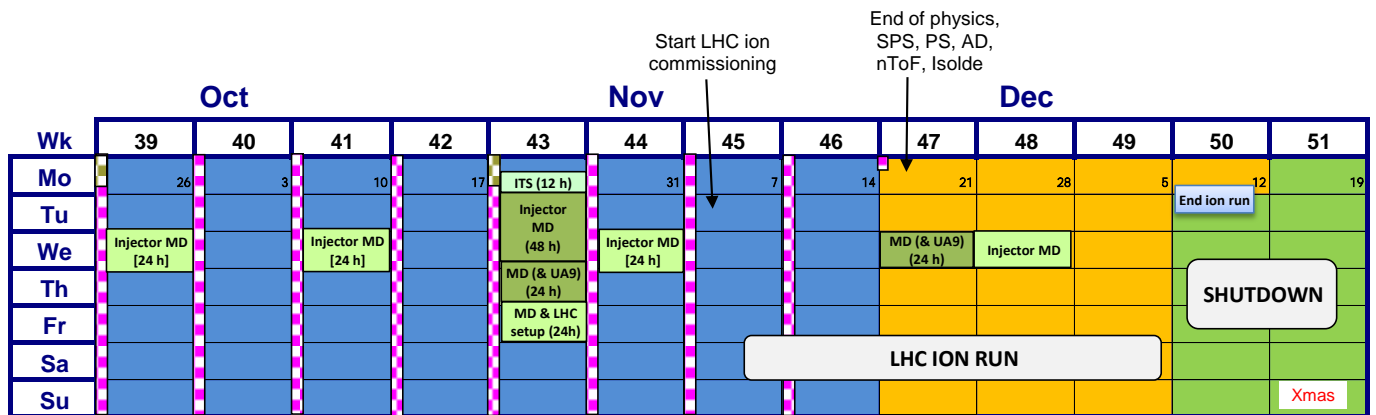 End of physics,
SPS, PS, AD,
nToF, Isolde
Start LHC ion
commissioning
Oct Nov Dec
Wk 39 40 41 42 43 44 45 46 47 48 49 50 51
Mo 26 3 10 17 ITS (12 h) 31 7 14 21 28 5 12 19
End ion run
Tu
Injector
MD
(48 h)
We
Injector MD
[24 h]
Injector MD
[24 h]
Injector MD
[24 h]
MD (& UA9)
(24 h)
Injector MD
Th
MD (& UA9)
(24 h)
SHUTDOWN
Fr
MD & LHC
setup (24h)
Sa
LHC ION RUN
Su
Xmas